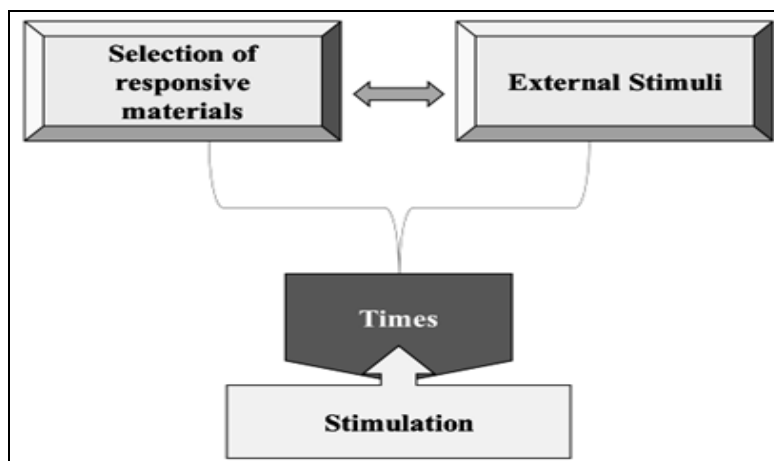 Selection of
responsive
materials
External Stimuli
Times
Stimulation